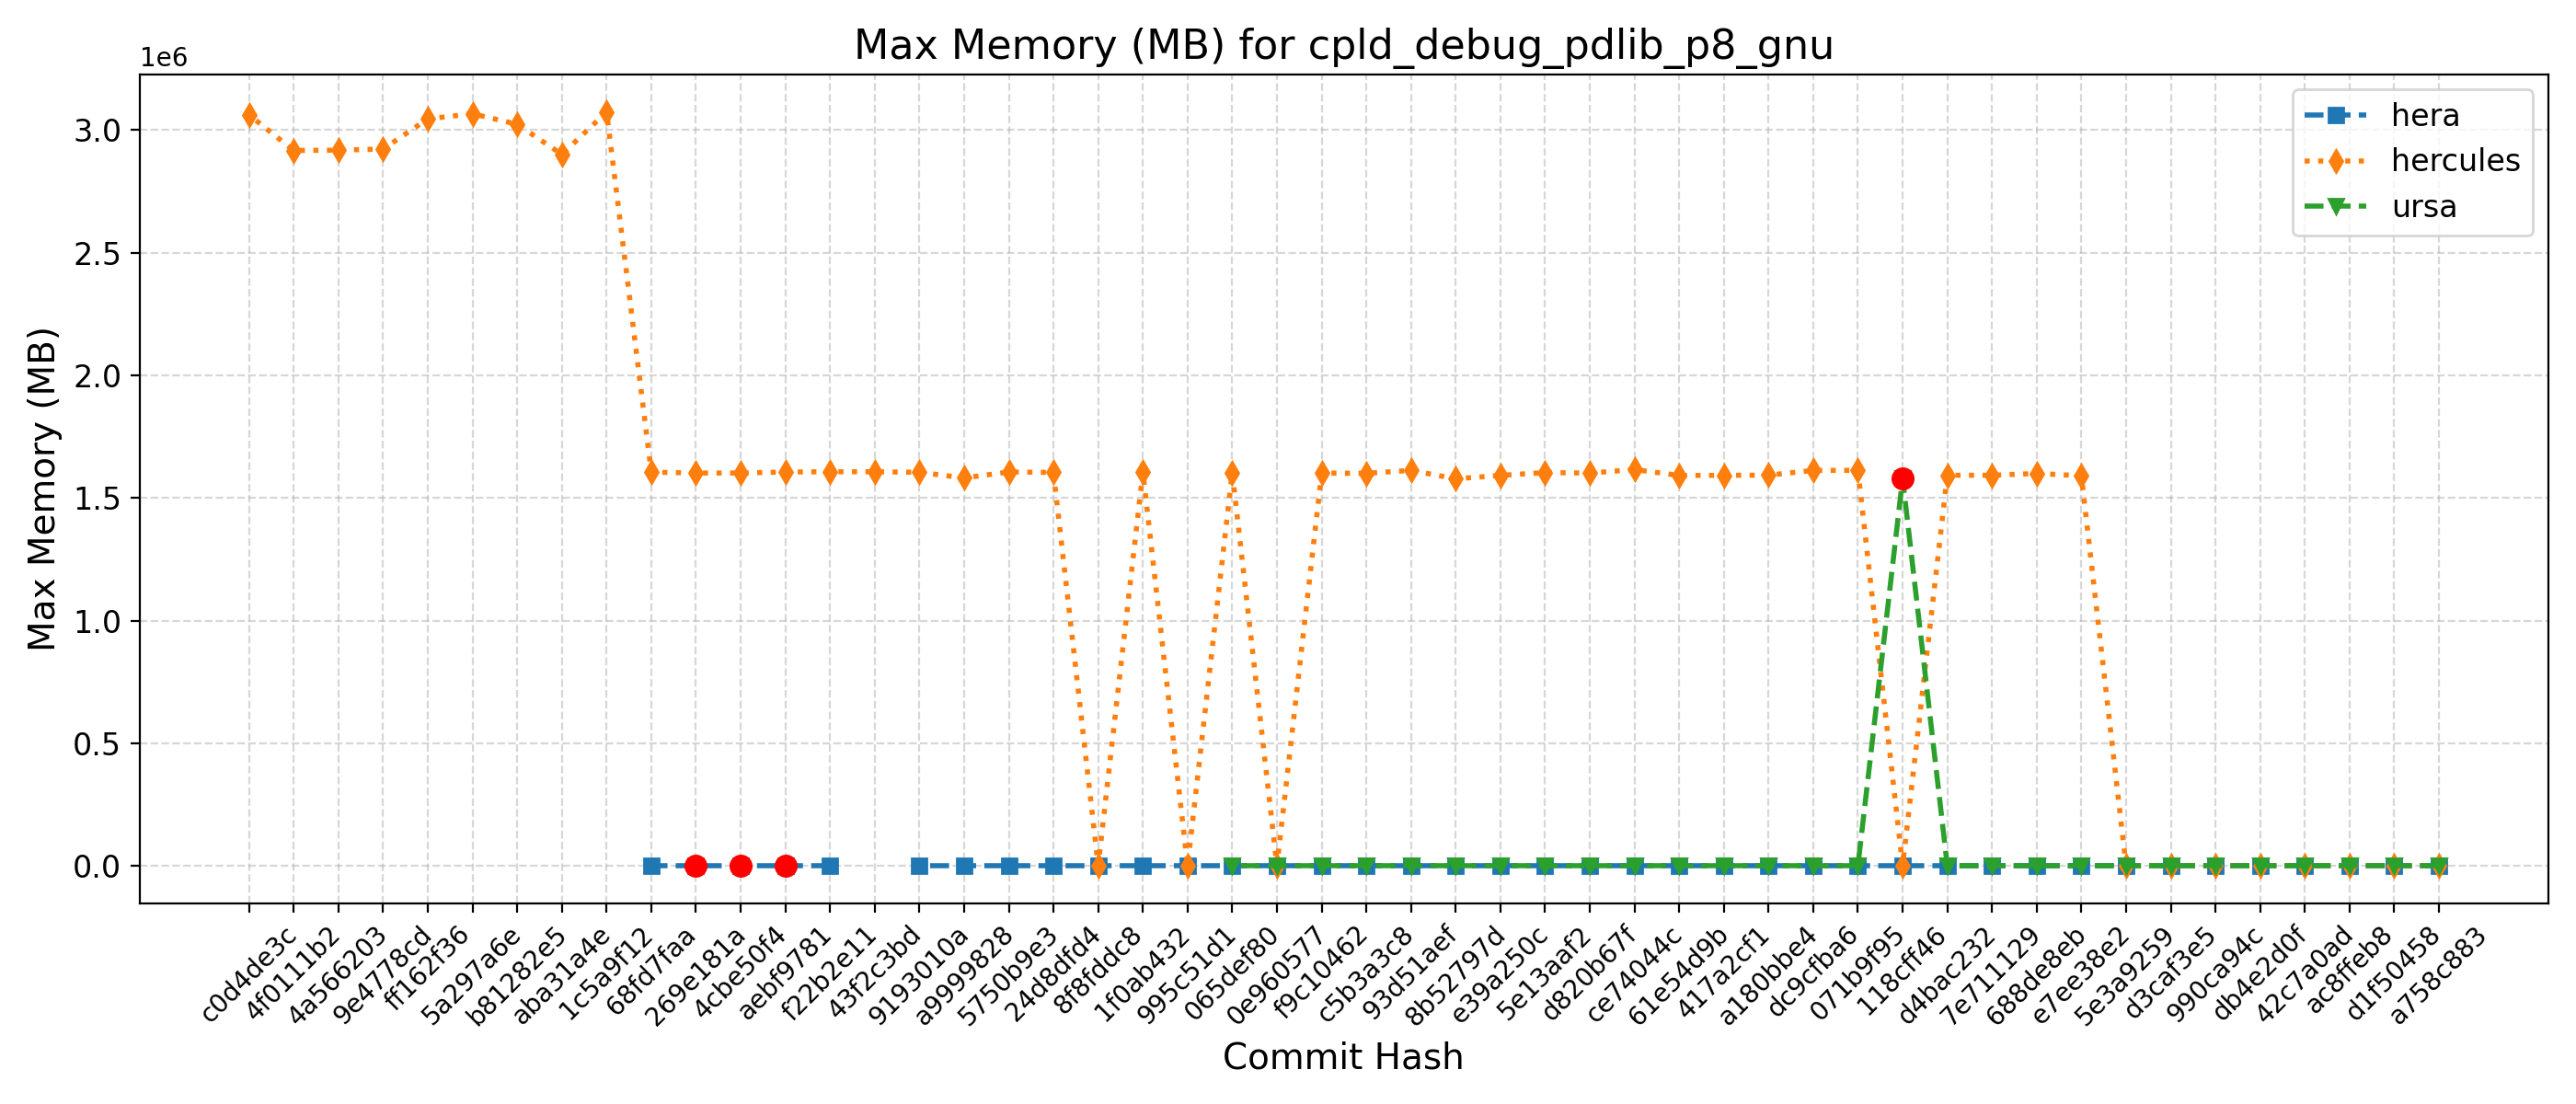 Max Memory (MB) for cpld_debug_pdlib_p8_gnu
1e6
3.0
2.5
2.0
1.5
1.0
0.5
0.0
Max Memory (MB)
hera
hercules
ursa
c0d4de3c
4f0111b2
4a566203
9e4778cd
ff162f36
5a297a6e
b81282e5
aba31a4e
1c5a9f12
68fd7faa
269e181a
4cbe50f4
aebf9781
f22b2e11
43f2c3bd
9193010a
a9999828
5750b9e3
24d8dfd4
8f8fddc8
1f0ab432
995c51d1
065def80
0e960577
f9c10462
c5b3a3c8
93d51aef
8b52797d
e39a250c
5e13aaf2
d820b67f
ce74044c
61e54d9b
417a2cf1
a180bbe4
dc9cfba6
071b9f95
118cff46
d4bac232
7e711129
688de8eb
e7ee38e2
5e3a9259
d3caf3e5
990ca94c
db4e2d0f
42c7a0ad
ac8ffeb8
d1f50458
a758c883
Commit Hash